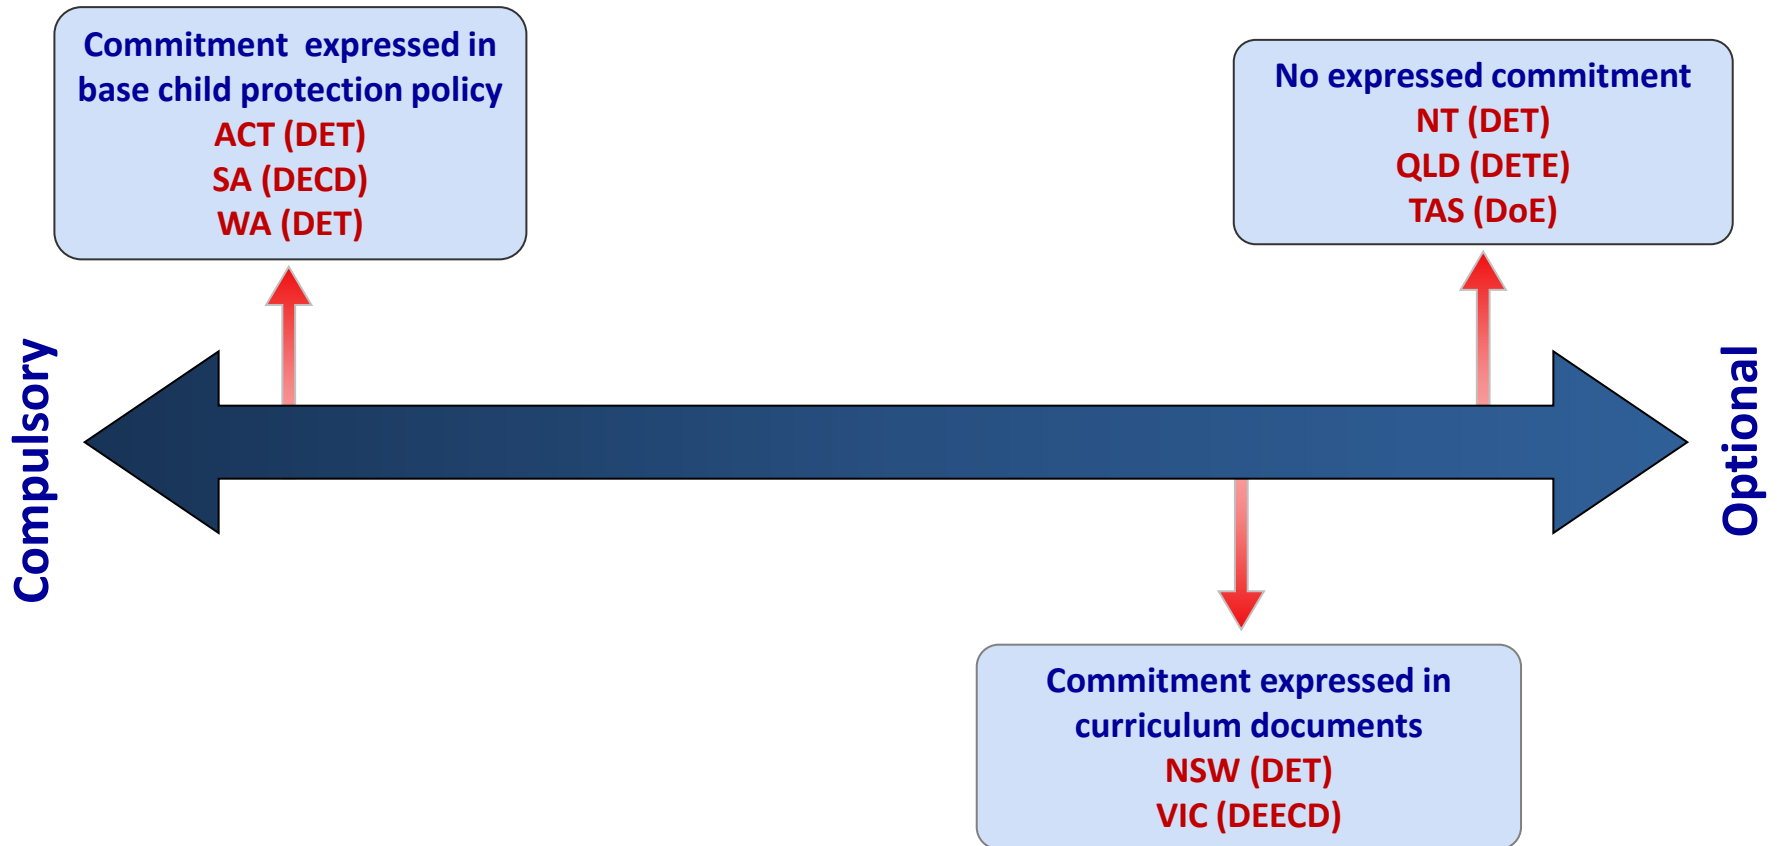 Commitment  expressed in
base child protection policy
ACT (DET)
SA (DECD)
WA (DET)
No expressed commitment
NT (DET)
QLD (DETE)
TAS (DoE)
Compulsory
Optional
Commitment expressed in
curriculum documents
NSW (DET)
VIC (DEECD)